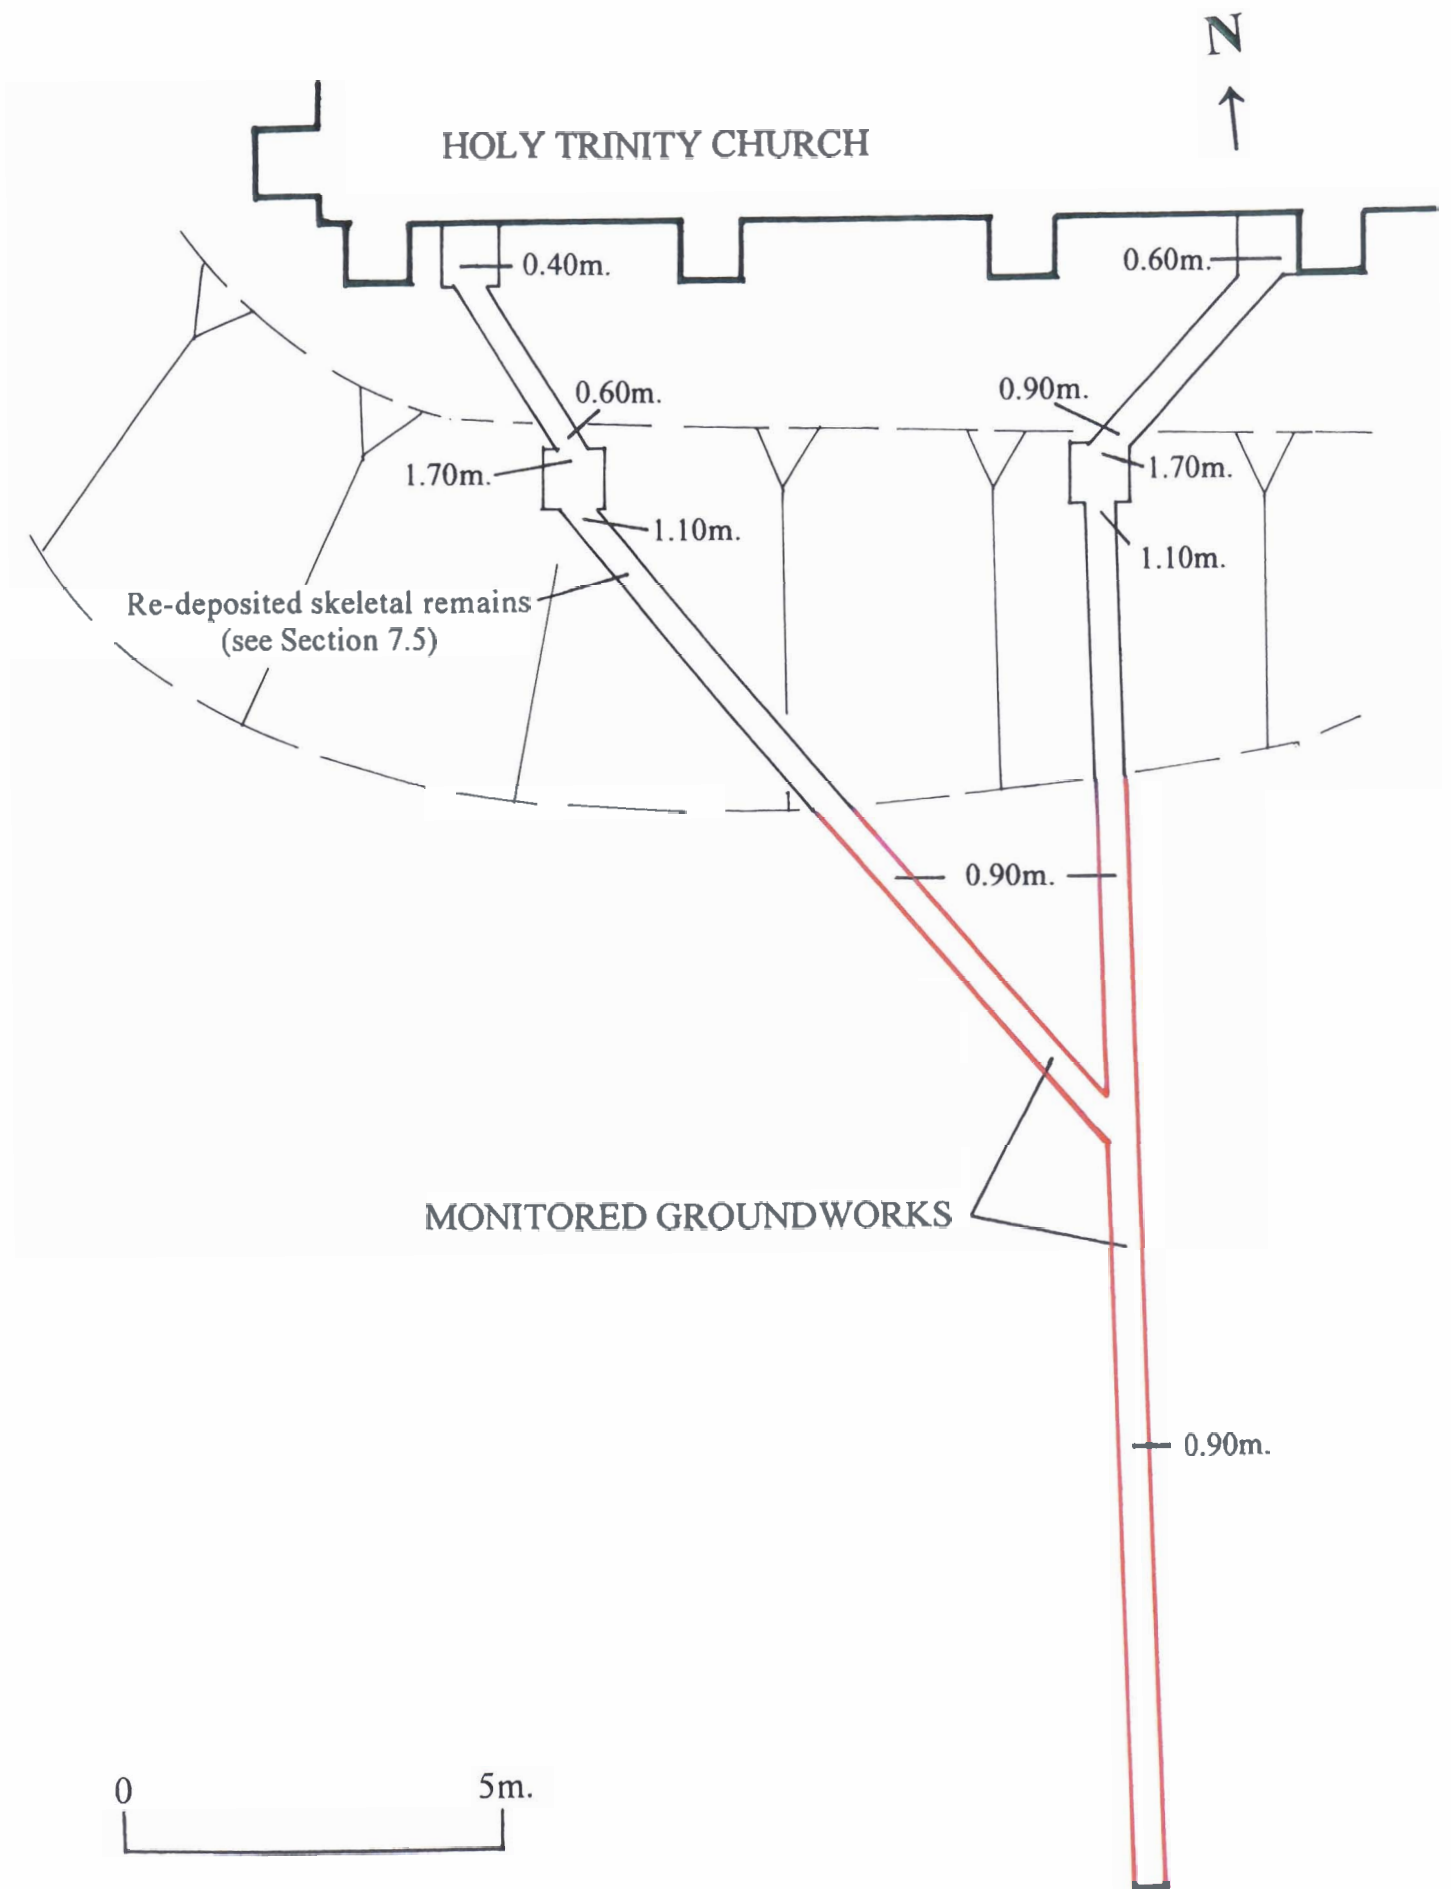 N
HOLY TRINITY CHURCH
0.40m.
0.60m.
0.60m.
0.90m.
1.70m.
1.70m.
1.10m.
1.10m.
Re-deposited skeletal remains
(see Section 7.5)
0.90m.
MONITORED GROUNDWORKS
0.90m.
0
5m.